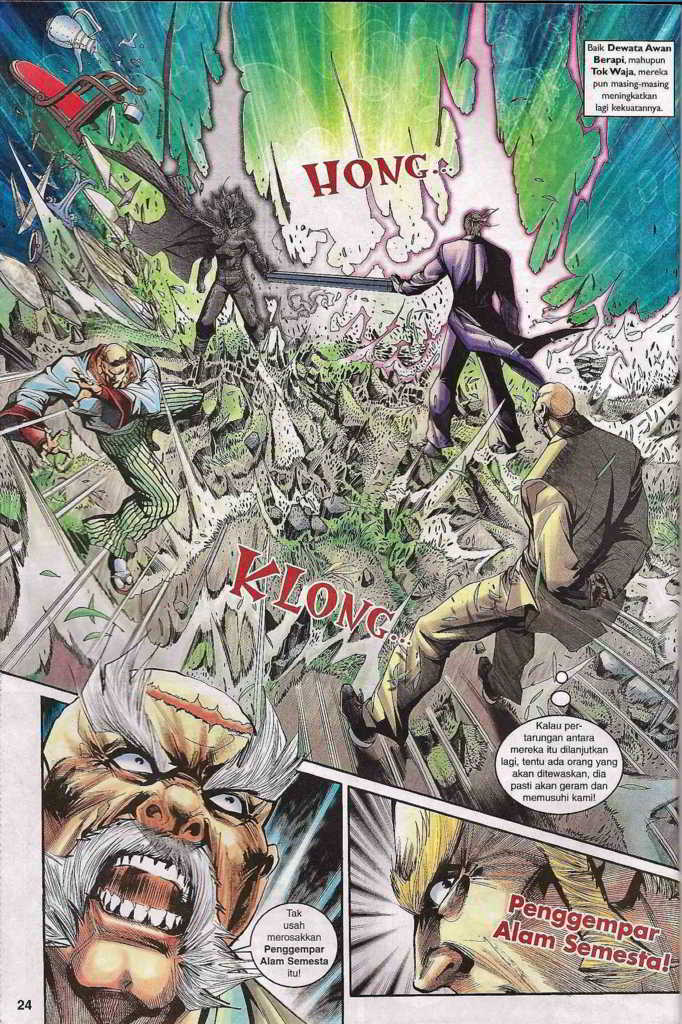 Baik Dewata Awan
Berapi, mahupun
Tok Waja, mereka
pun masing-masing
meningkatkan
lagi kekuatannya.
HONG...
KLONG...
Kalau per-
tarungan antara
mereka itu dilanjutkan
lagi, tentu ada yang
akan ditewaskan, dia
pasti akan geram dan
memusuhi kami!
Tak
usah
merosakkan
Penggempar
Alam Semesta
itu!
Penggempar
Alam Semesta!
24